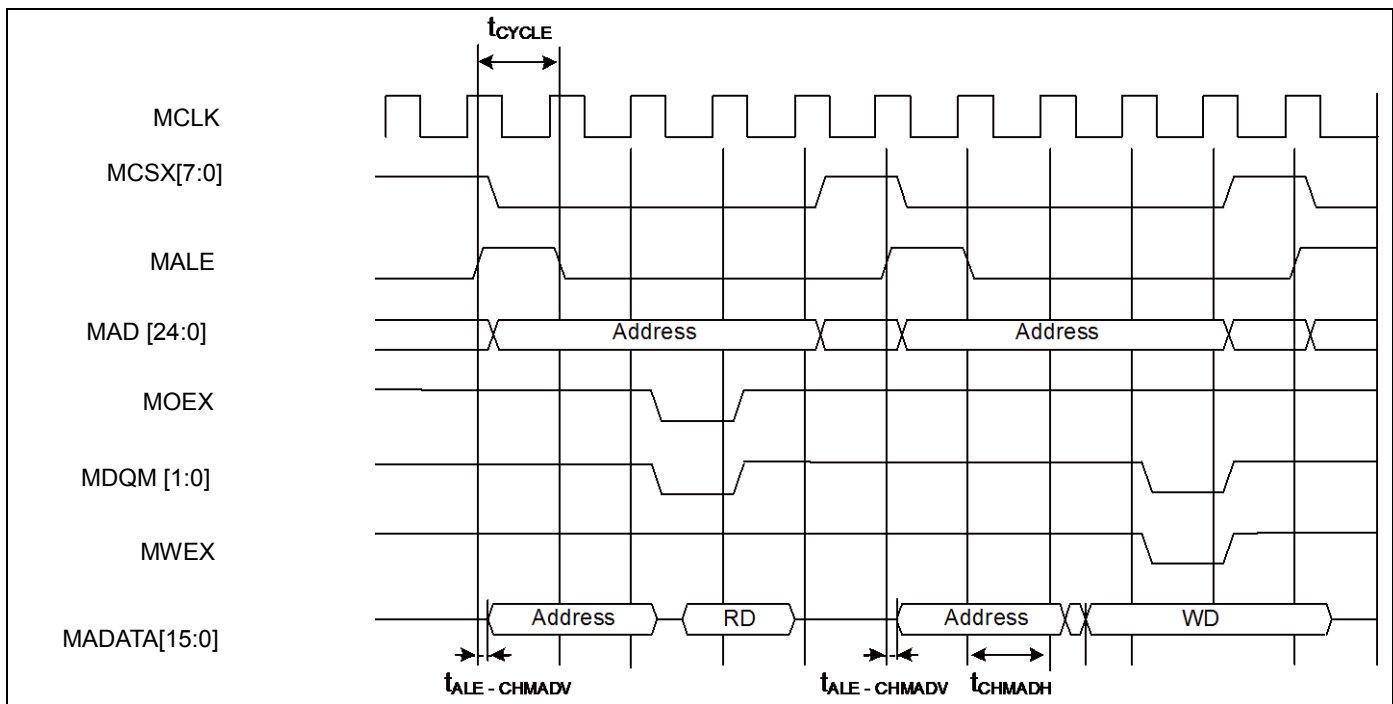 tCYCLE
MCLK
MCSX[7:0]
MALE
MAD [24:0]
Address
Address
MOEX
MDQM [1:0]
MWEX
MADATA[15:0]
Address
RD
Address
WD
tALE - CHMADV
tALE - CHMADV
tCHMADH